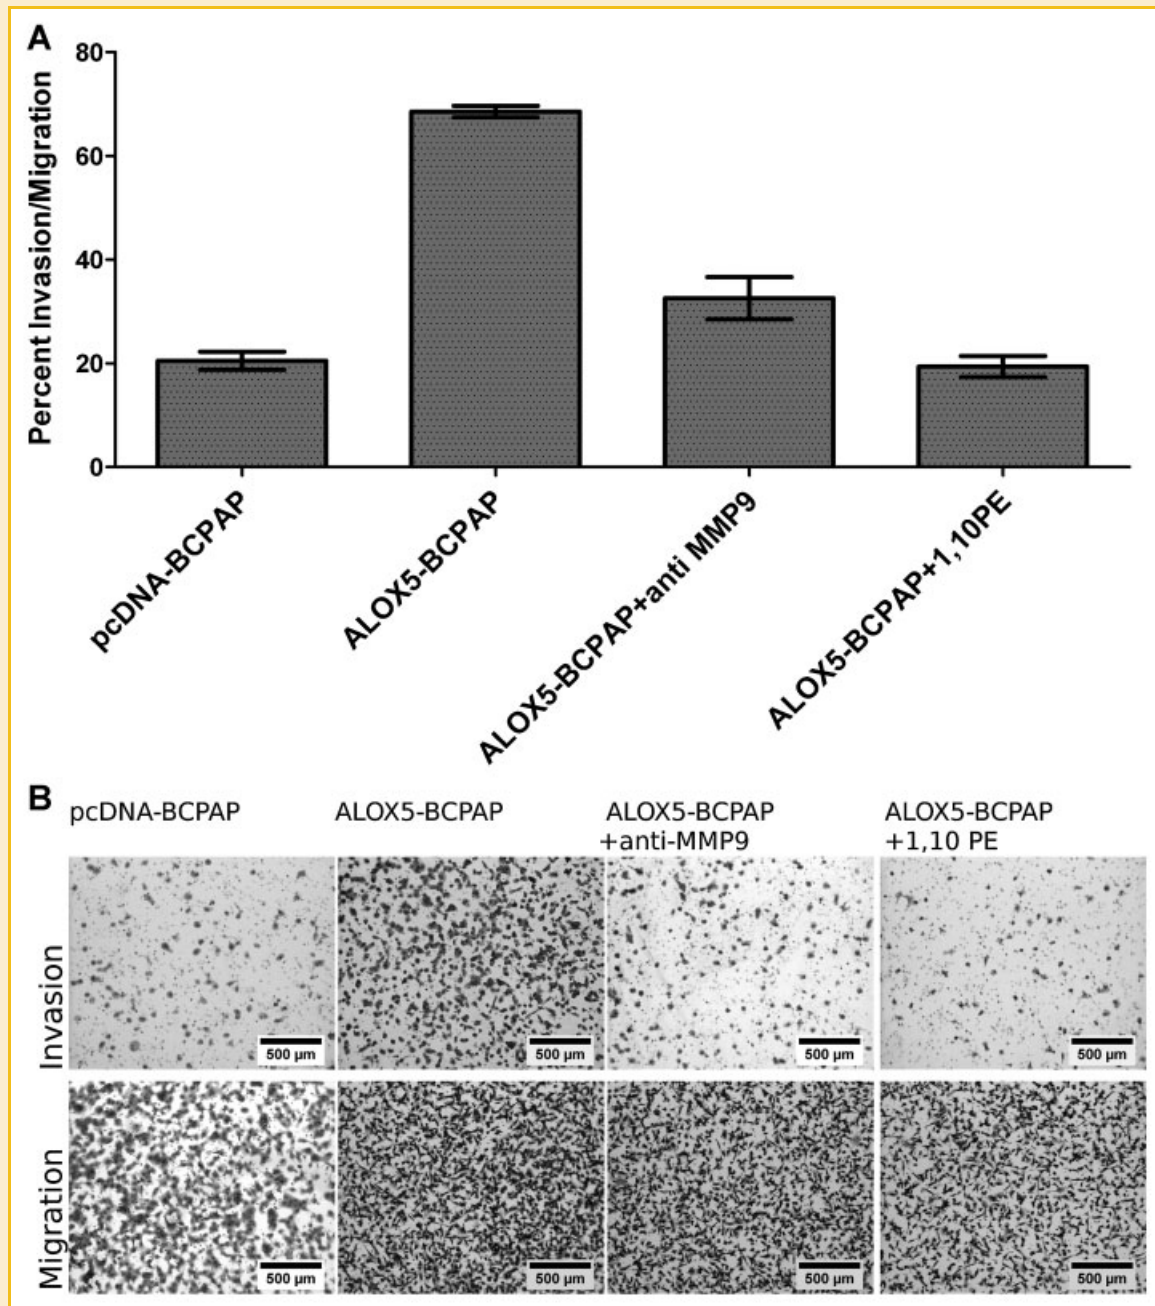 A
Percent Invasion/Migration
80
60
40
20
0
pcDNA-BCPAP
ALOX5-BCPAP
ALOX5-BCPAP+anti MMP9
ALOX5-BCPAP+1,10PE
B
pcDNA-BCPAP
ALOX5-BCPAP
ALOX5-BCPAP
+anti-MMP9
ALOX5-BCPAP
+1,10 PE
Invasion
500 µm
500 µm
500 µm
500 µm
Migration
500 µm
500 µm
500 µm
500 µm